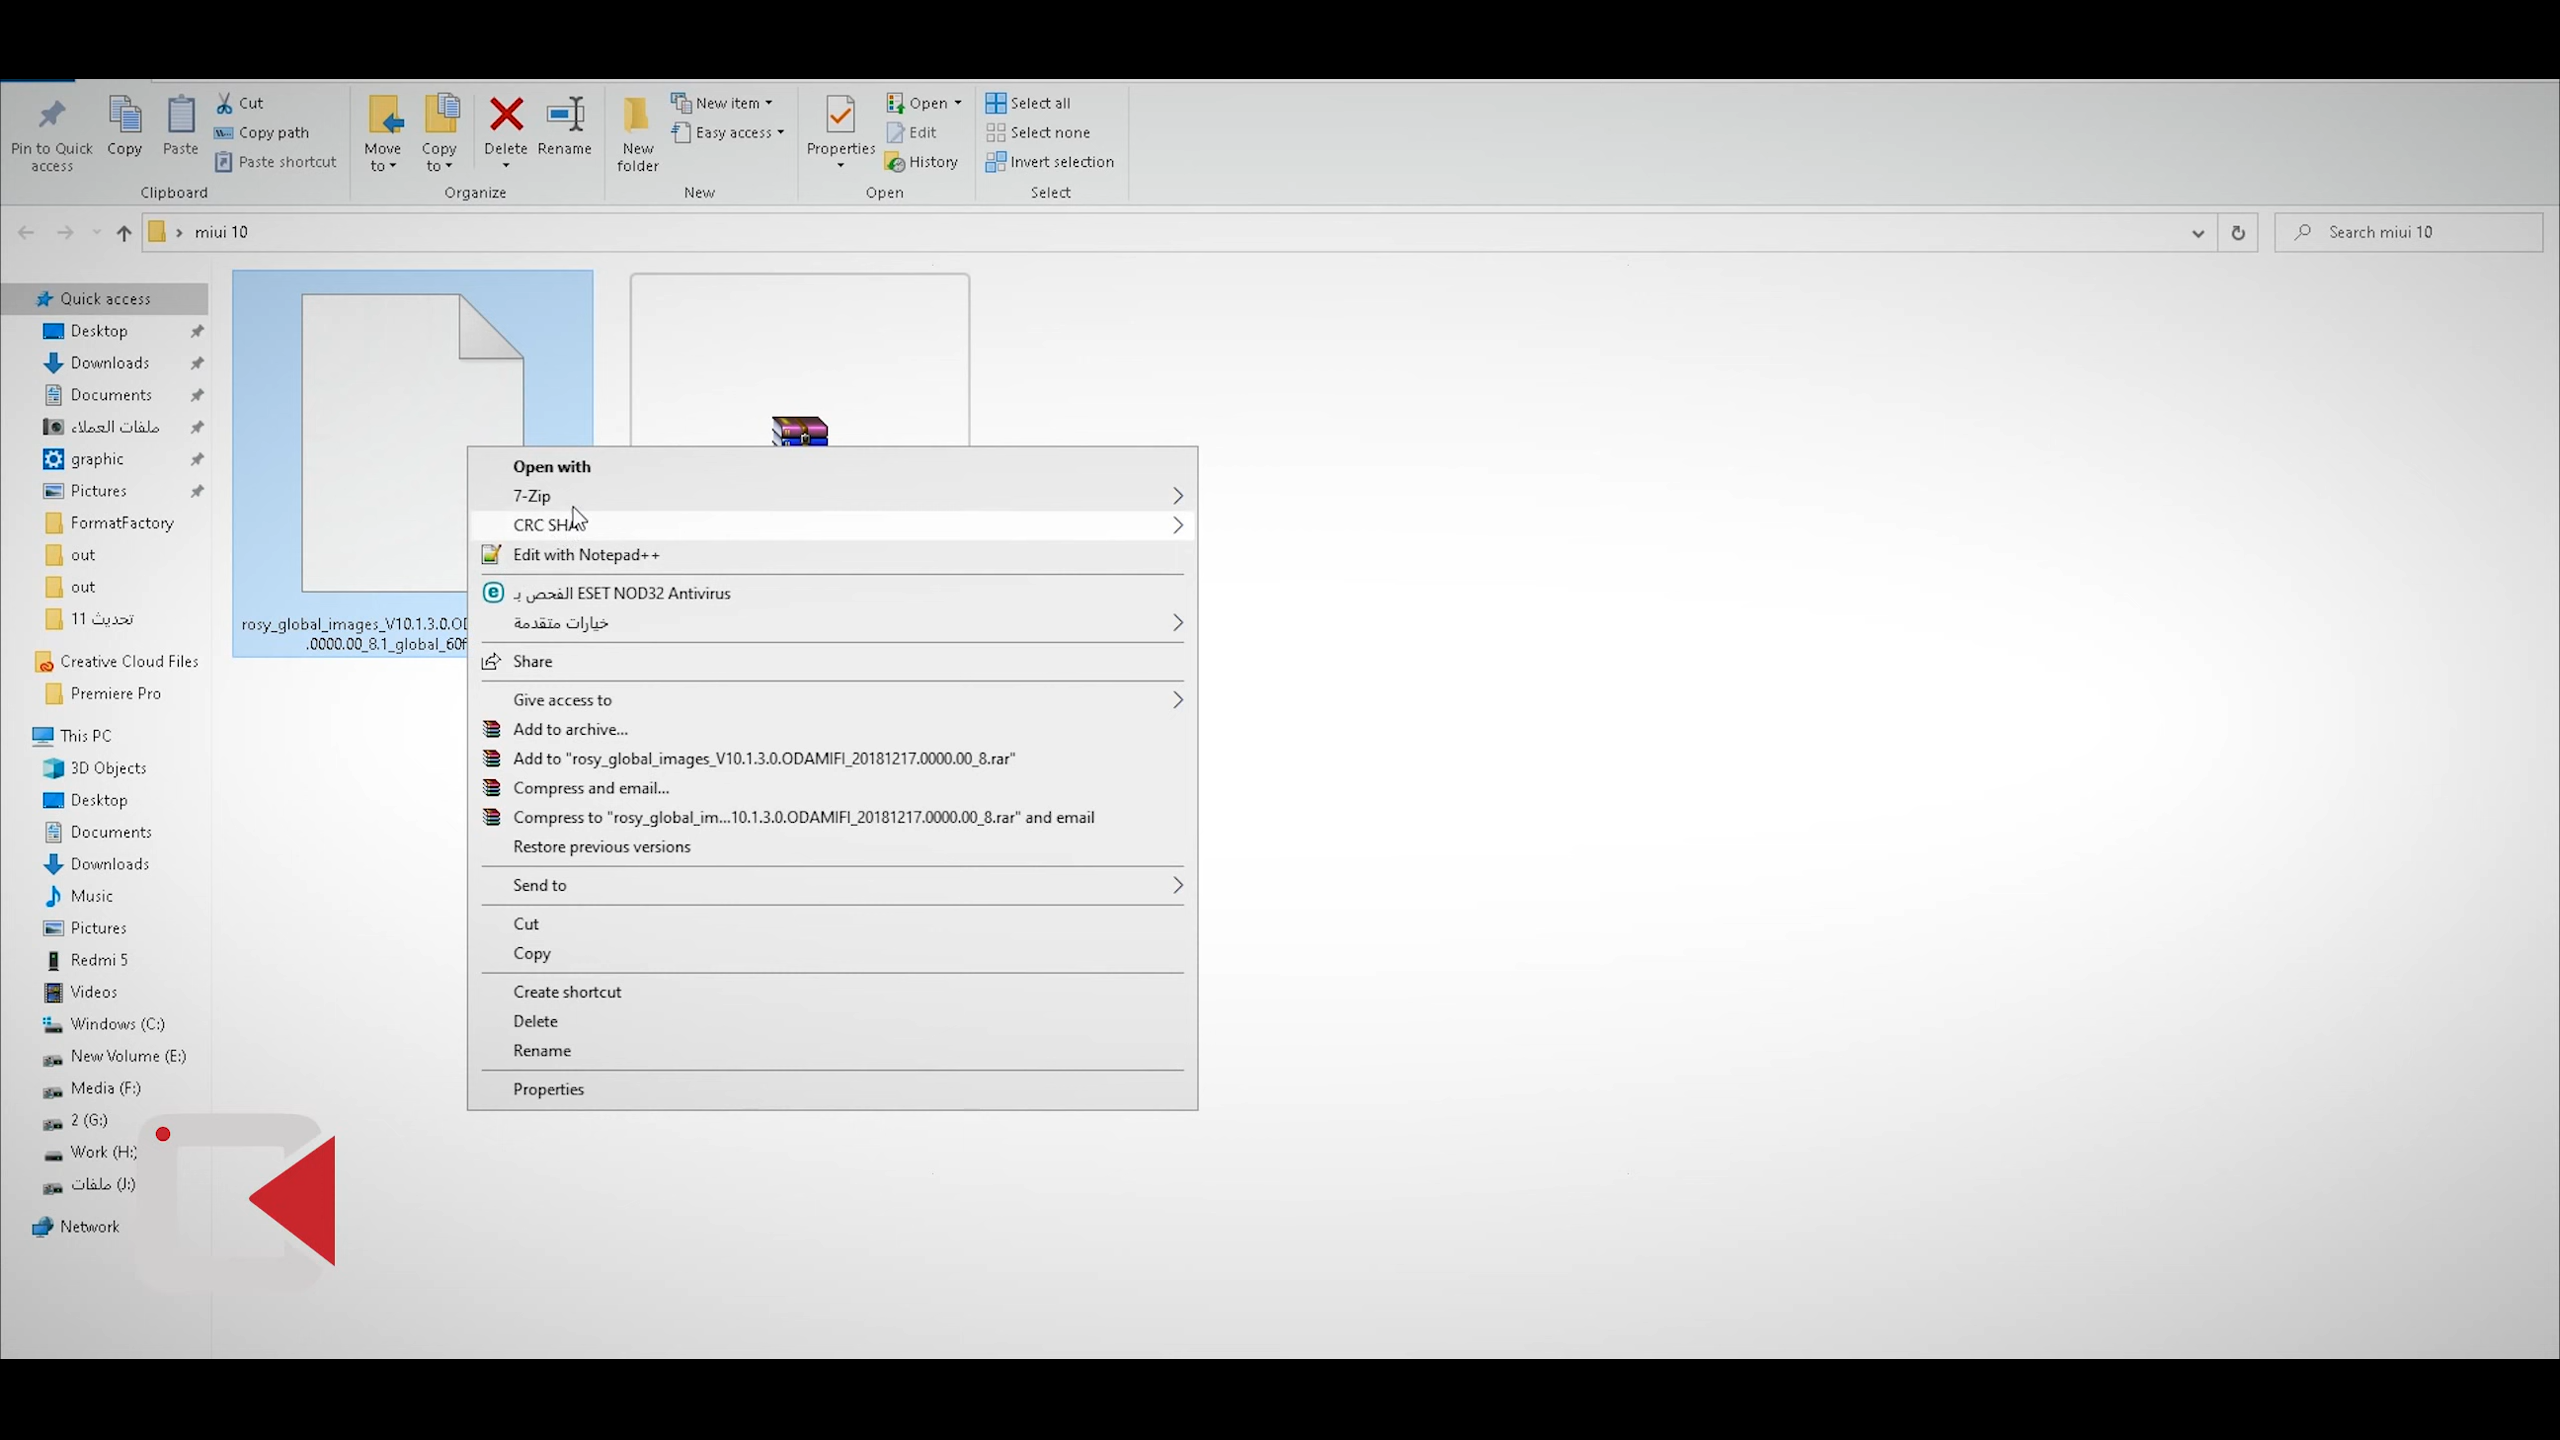 Pin to Quick
access
Copy
Paste
Cut
Copy path
Paste shortcut
Clipboard
Move
to
Copy
to
Delete
Rename
Organize
New
folder
New item
Easy access
New
Properties
Open
Edit
History
Open
Select all
Select none
Invert selection
Select
miui 10
Search miui 10
Quick access
Desktop
Downloads
Documents
ملفات العملاء
graphic
Pictures
FormatFactory
out
out
تحديث 11
Creative Cloud Files
Premiere Pro
This PC
3D Objects
Desktop
Documents
Downloads
Music
Pictures
Redmi 5
Videos
Windows (C:)
New Volume (E:)
Media (F:)
2 (G:)
Work (H:)
ملفات (J:)
Network
rosy_global_images_V10.1.3.0.OD
.0000.00_8.1_global_60f
Open with
7-Zip
CRC SHA
Edit with Notepad++
الفحص بـ ESET NOD32 Antivirus
خيارات متقدمة
Share
Give access to
Add to archive...
Add to "rosy_global_images_V10.1.3.0.ODAMIFI_20181217.0000.00_8.rar"
Compress and email...
Compress to "rosy_global_im...10.1.3.0.ODAMIFI_20181217.0000.00_8.rar" and email
Restore previous versions
Send to
Cut
Copy
Create shortcut
Delete
Rename
Properties